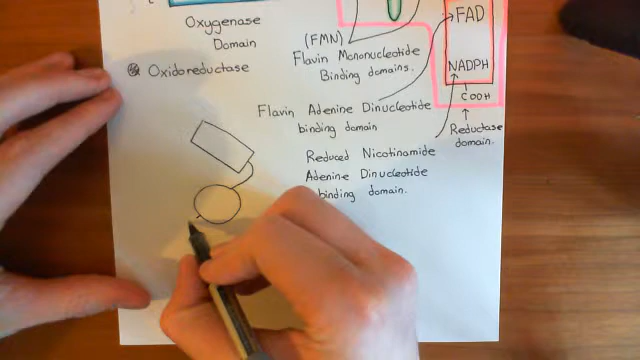 Oxygenase
Domain
Oxidoreductase
(FMN)
Flavin Mononucleotide
Binding domains.
FAD
NADPH
COOH
Reductase
domain.
Flavin Adenine Dinucleotide
binding domain
Reduced Nicotinamide
Adenine Dinucleotide
binding domain.